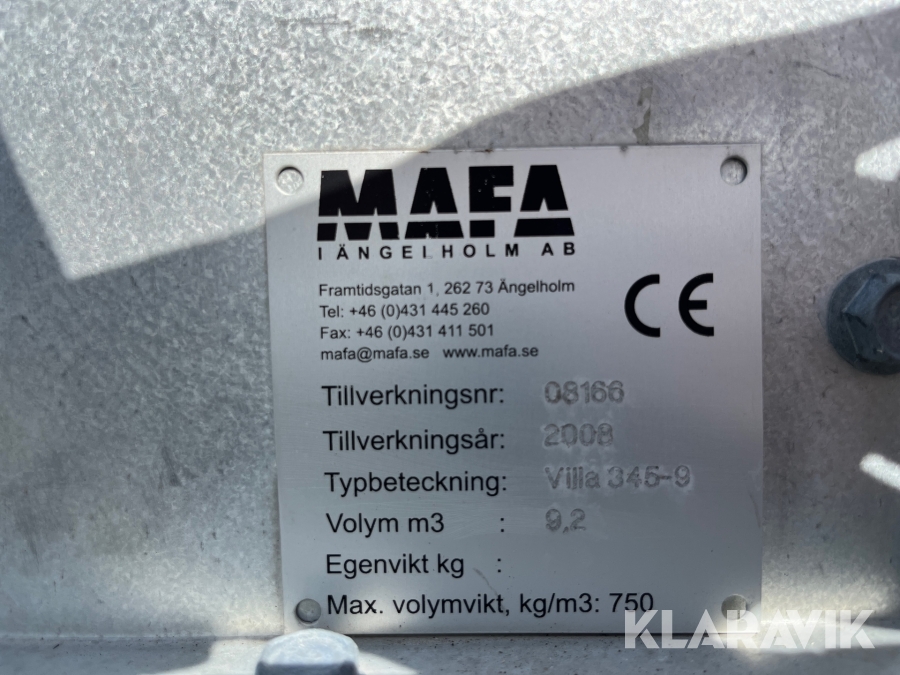 MAFA
I ÄNGELHOLM AB
Framtidsgatan 1, 262 73 Ängelholm
Tel: +46 (0)431 445 260
Fax: +46 (0)431 411 501
mafa@mafa.se www.mafa.se
CE
Tillverkningsnr: 08166
Tillverkningsår: 2008
Typbeteckning: Villa 345-9
Volym m3 : 9,2
Egenvikt kg :
Max. volymvikt, kg/m3: 750
KLARAVIK